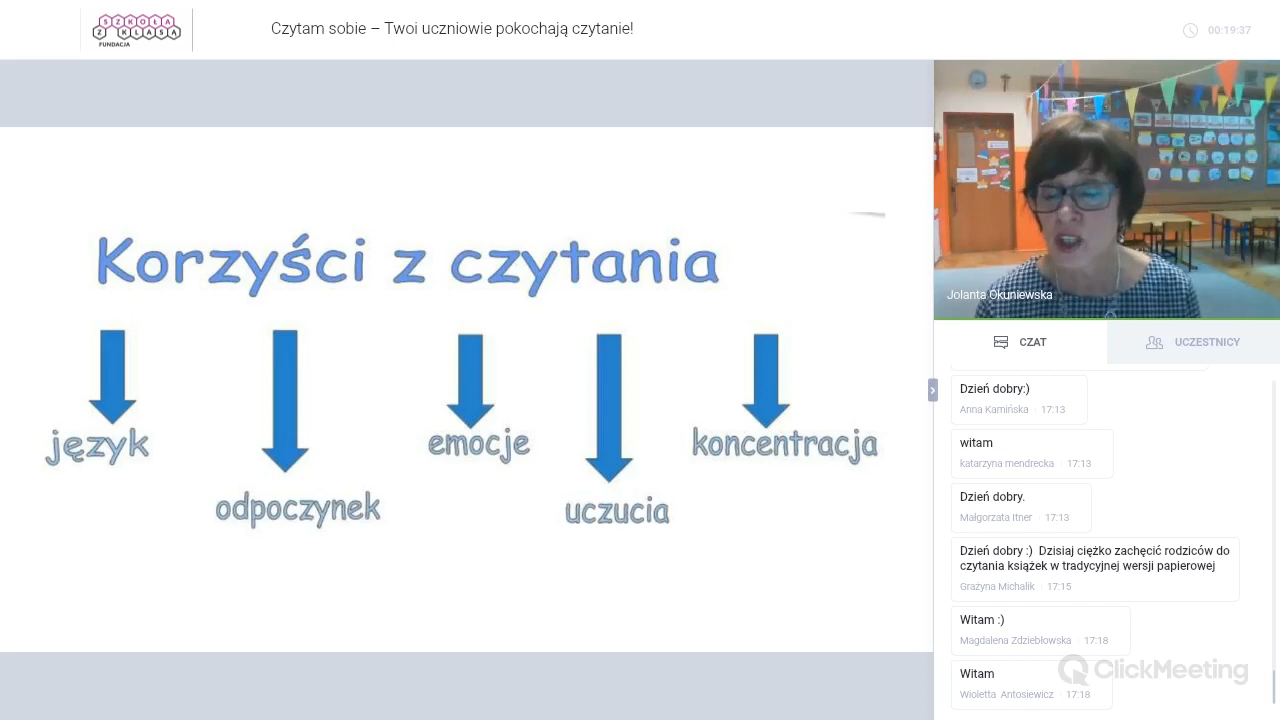 SZKOŁA
Z KLASĄ
FUNDACJA
Czytam sobie – Twoi uczniowie pokochają czytanie!
00:19:37
Korzyści z czytania
język
odpoczynek
emocje
uczucia
koncentracja
Jolanta Okuniewska
CZAT
UCZESTNICY
Dzień dobry:)
Anna Kamińska 17:13
witam
katarzyna mendrecka 17:13
Dzień dobry.
Małgorzata Itner 17:13
Dzień dobry :) Dzisiaj ciężko zachęcić rodziców do
czytania książek w tradycyjnej wersji papierowej
Grażyna Michalik 17:15
Witam :)
Magdalena Zdziebłowska 17:18
Witam
Wioletta Antosiewicz 17:18
ClickMeeting